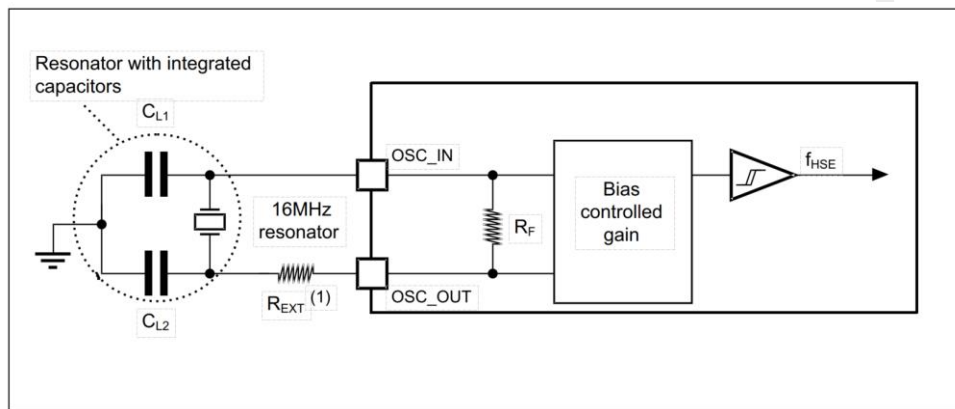 Resonator with integrated
capacitors
CL1
OSC_IN
fHSE
16MHz
resonator
RF
Bias
controlled
gain
REXT (1)
OSC_OUT
CL2